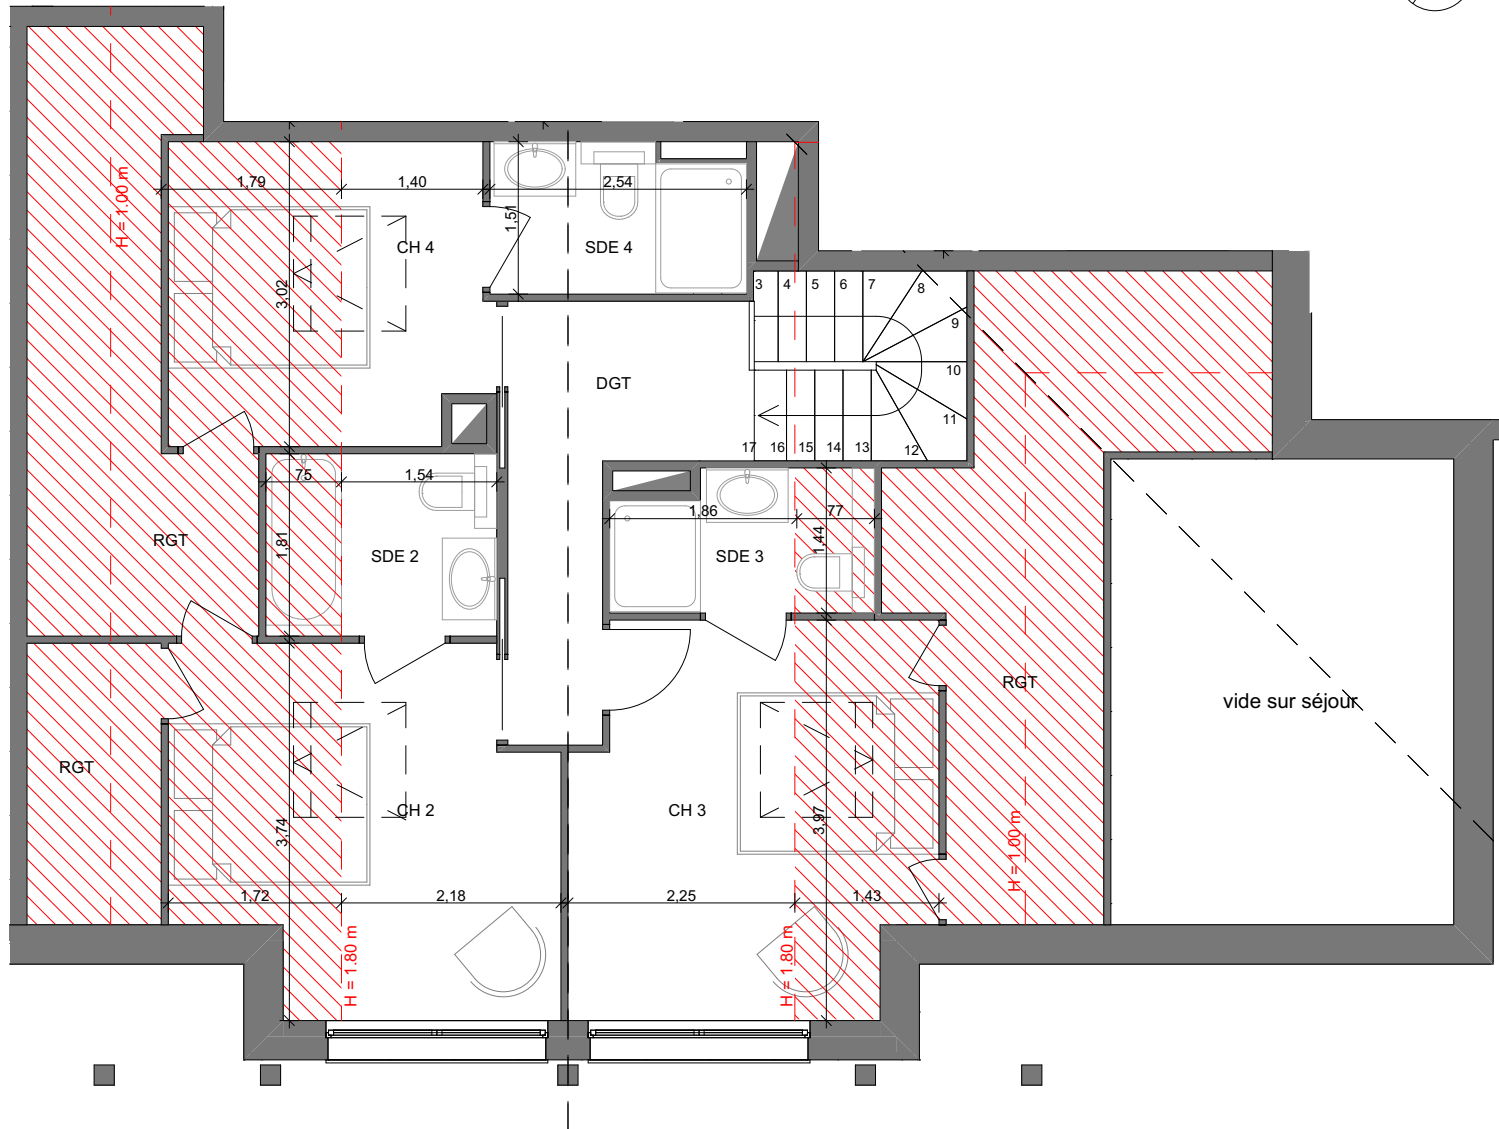 H = 1.00 m
1,79
1,40
1,51
2,54
CH 4
SDE 4
3,02
3
4
5
6
7
8
9
10
11
12
13
14
15
16
17
DGT
75
1,54
1,81
SDE 2
RGT
1,86
77
1,44
SDE 3
RGT
vide sur séjour
RGT
CH 2
3,74
CH 3
3,97
H = 1.00 m
1,72
2,18
2,25
1,43
H = 1.80 m
H = 1.80 m